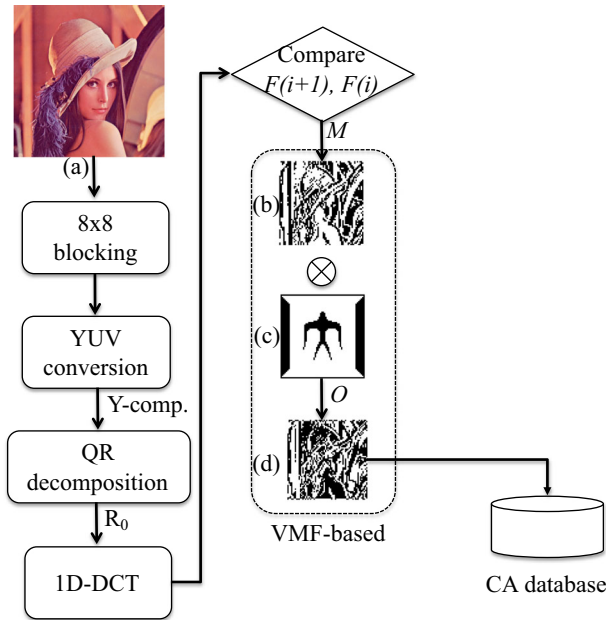 (a)
8x8
blocking
YUV
conversion
Y-comp.
QR
decomposition
R₀
1D-DCT
Compare
F(i+1), F(i)
M
(b)
(c)
O
(d)
VMF-based
CA database